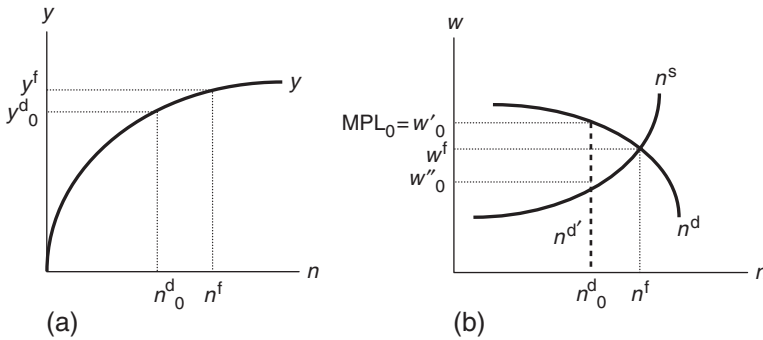 y
y^f
y^d_0
y
n
n^d_0
n^f
(a)
w
n^s
MPL_0 = w'_0
w^f
w''_0
n^d'
n^d
n^d_0
n^f
(b)